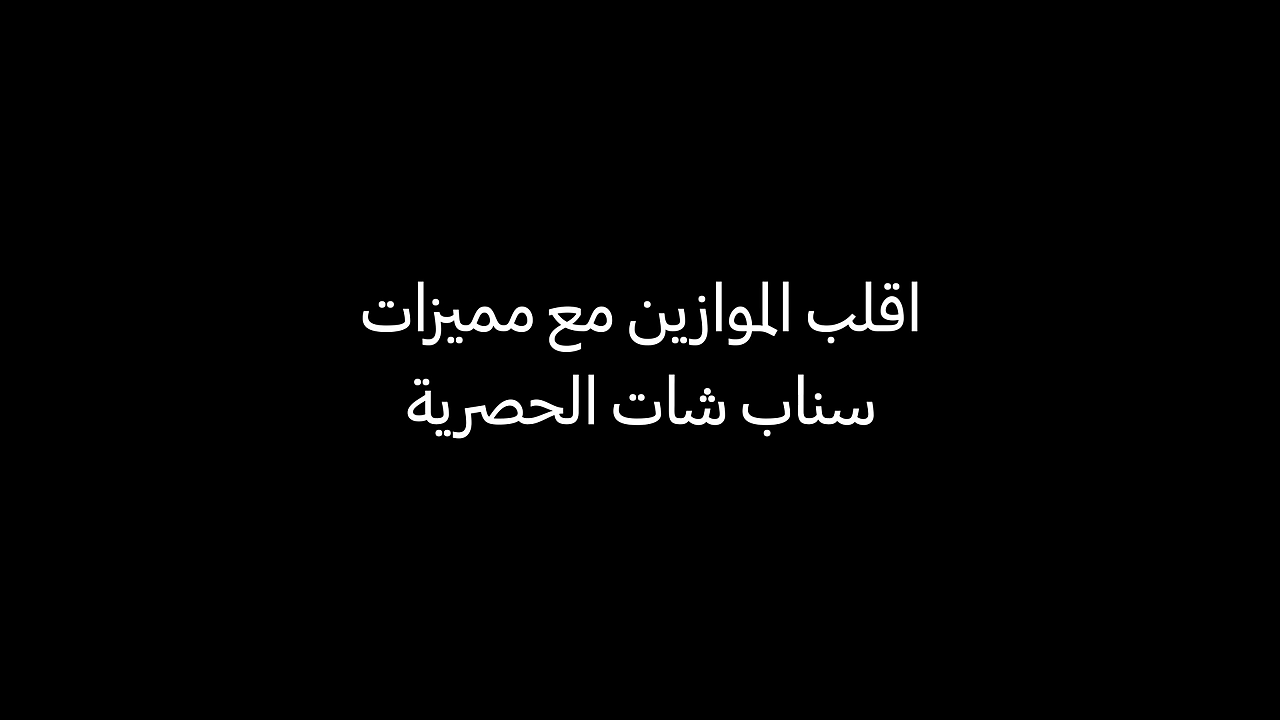 اقلب الموازين مع مميزات
سناب شات الحصرية